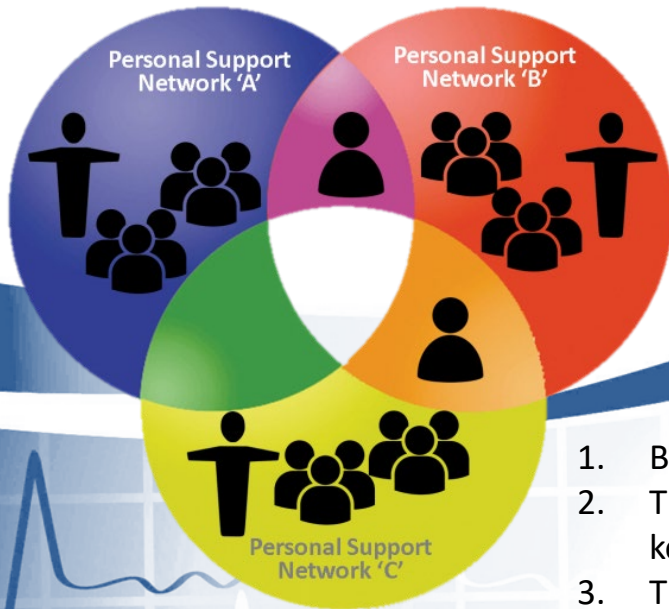 Personal Support
Network 'A'
Personal Support
Network 'B'
Personal Support
Network 'C'
1.
2.
3.